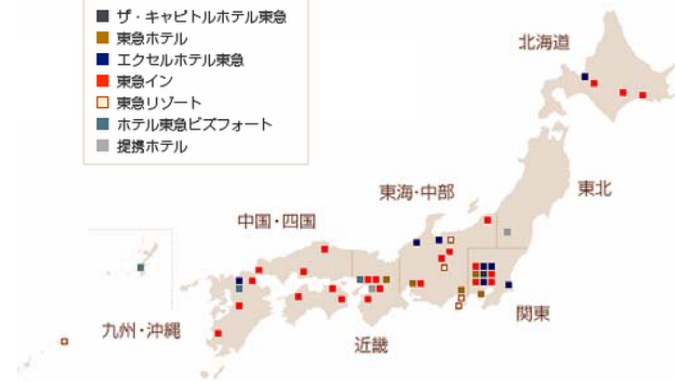 ザ・キャピトルホテル東急
東急ホテル
エクセルホテル東急
東急イン
東急リゾート
ホテル東急ビズフォート
提携ホテル
北海道
東北
東海・中部
中国・四国
関東
九州・沖縄
近畿